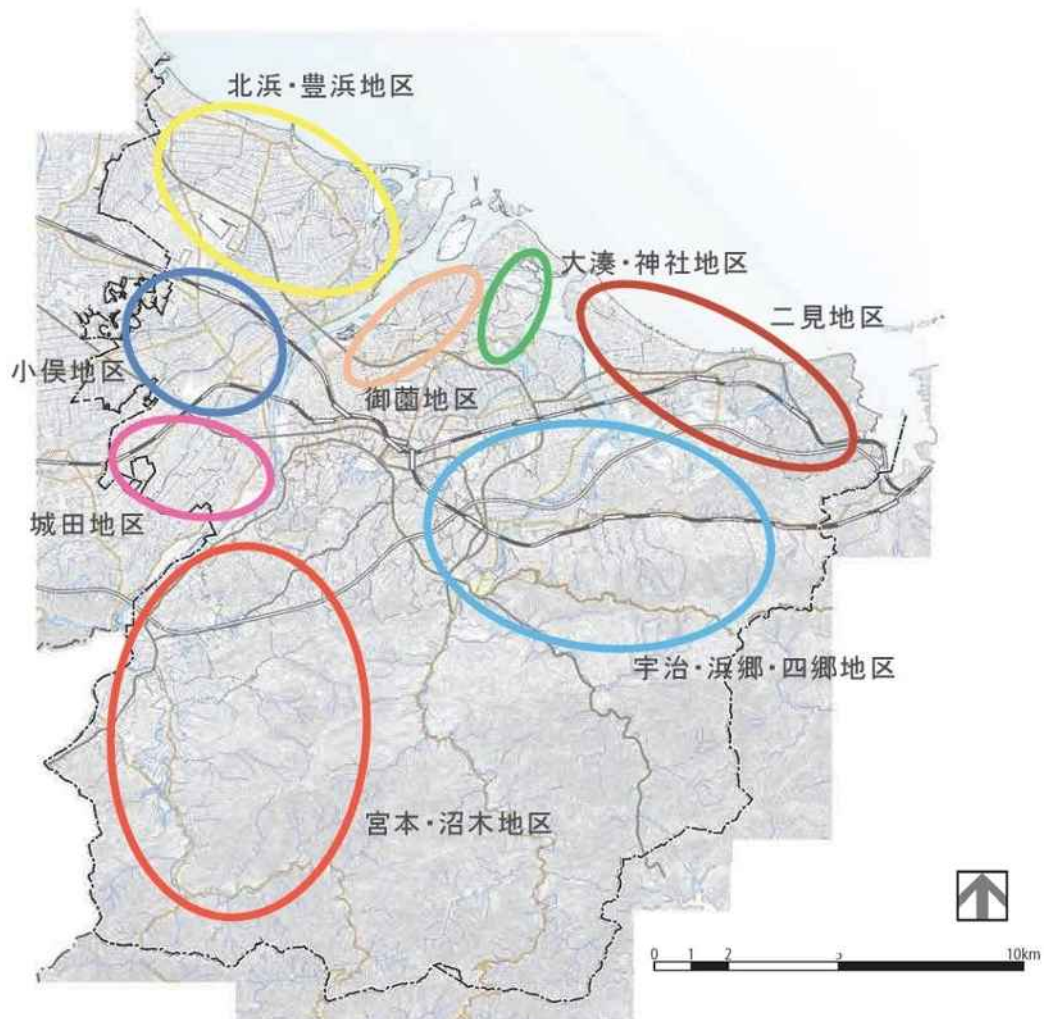 北浜・豊浜地区
大湊・神社地区
二見地区
小俣地区
御薗地区
城田地区
宇治・浜郷・四郷地区
宮本・沼木地区
0 1 2 5 10km